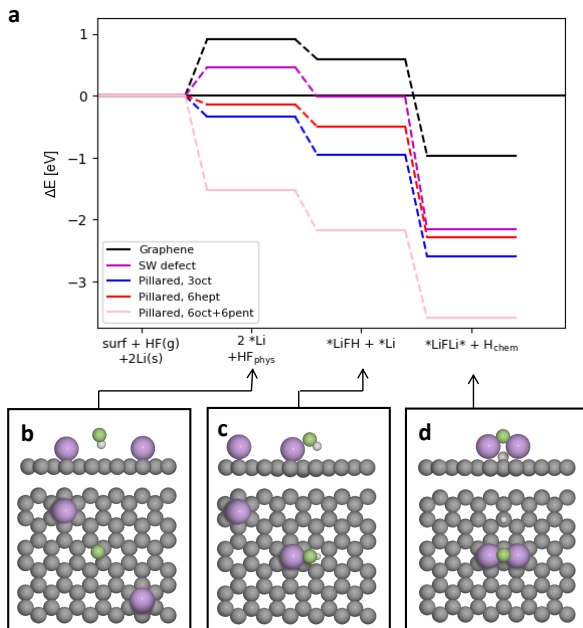 a
1
0
−1
−2
−3
ΔE [eV]
Graphene
SW defect
Pillared, 3oct
Pillared, 6hept
Pillared, 6oct+6pent
surf + HF(g)
+2Li(s)
2 *Li
+HFphys
*LiFH + *Li
*LiFLi* + Hchem
b
c
d